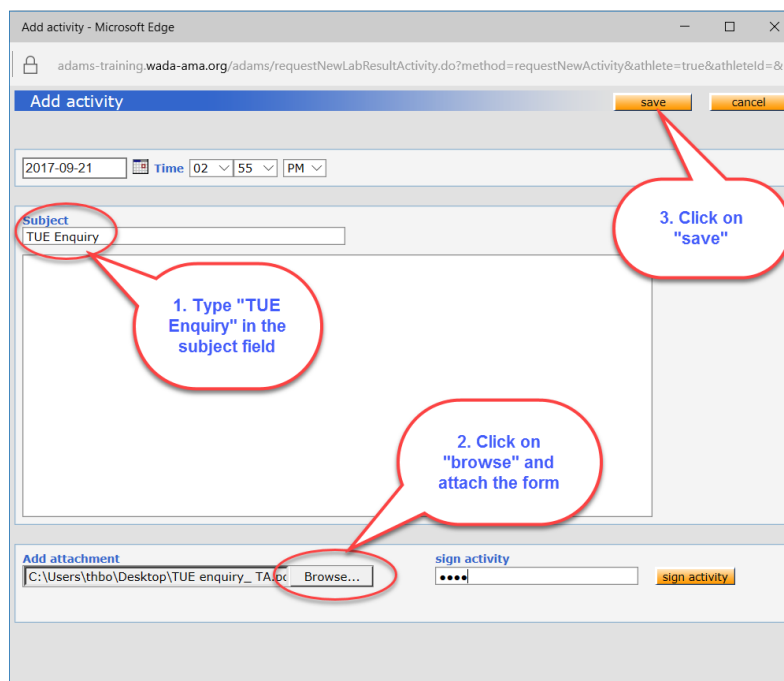 Add activity - Microsoft Edge
adams-training.wada-ama.org/adams/requestNewLabResultActivity.do?method=requestNewActivity&athlete=true&athleteId=&
Add activity
save
cancel
2017-09-21 Time 02 55 PM
3. Click on
"save"
Subject
TUE Enquiry
1. Type "TUE
Enquiry" in the
subject field
2. Click on
"browse" and
attach the form
Add attachment
C:\Users\thbo\Desktop\TUE enquiry_ TA.pc
Browse...
sign activity
••••
sign activity